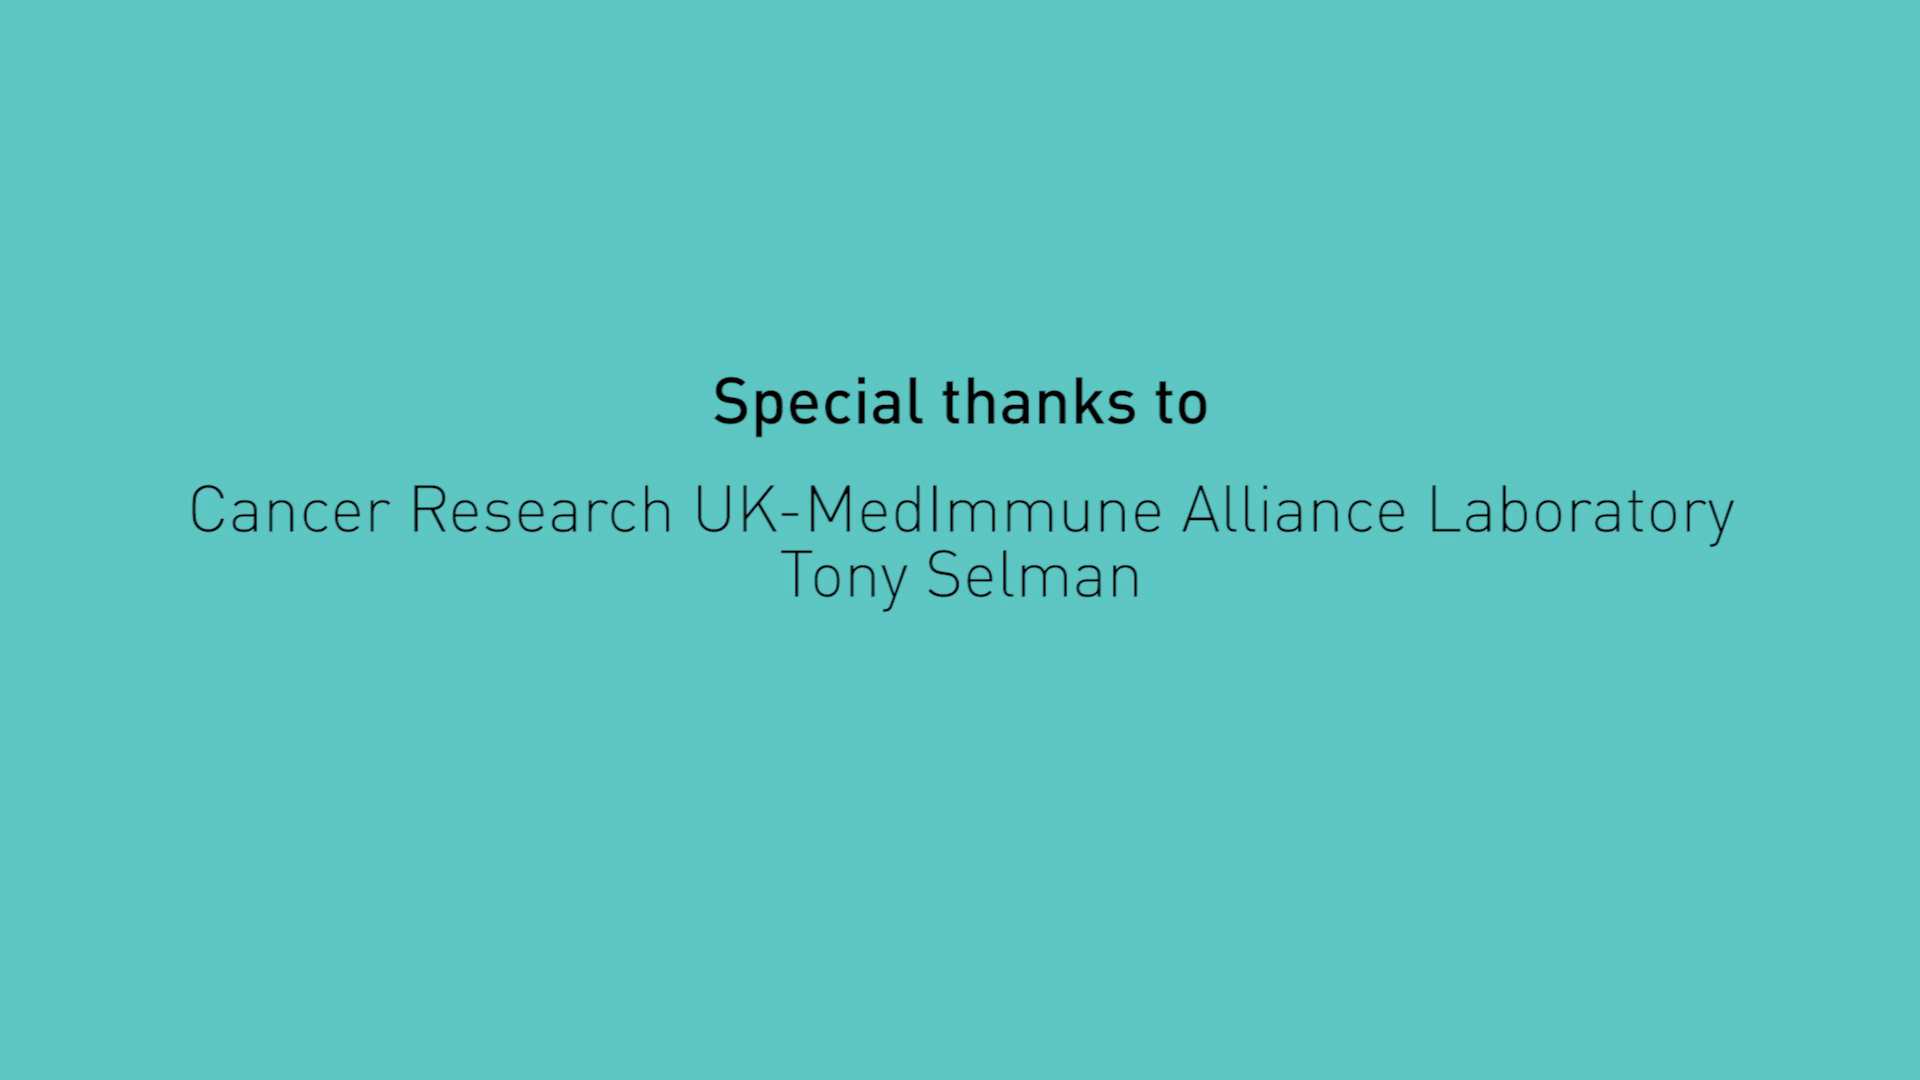 Special thanks to
Cancer Research UK-MedImmune Alliance Laboratory
Tony Selman